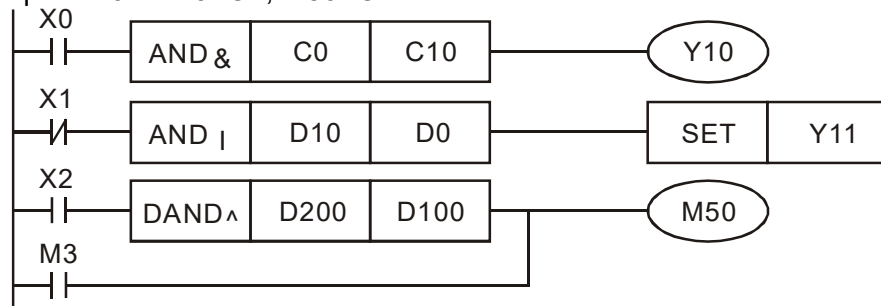 X0
AND & C0 C10 Y10
X1
AND | D10 D0 SET Y11
X2
DAND^ D200 D100 M50
M3